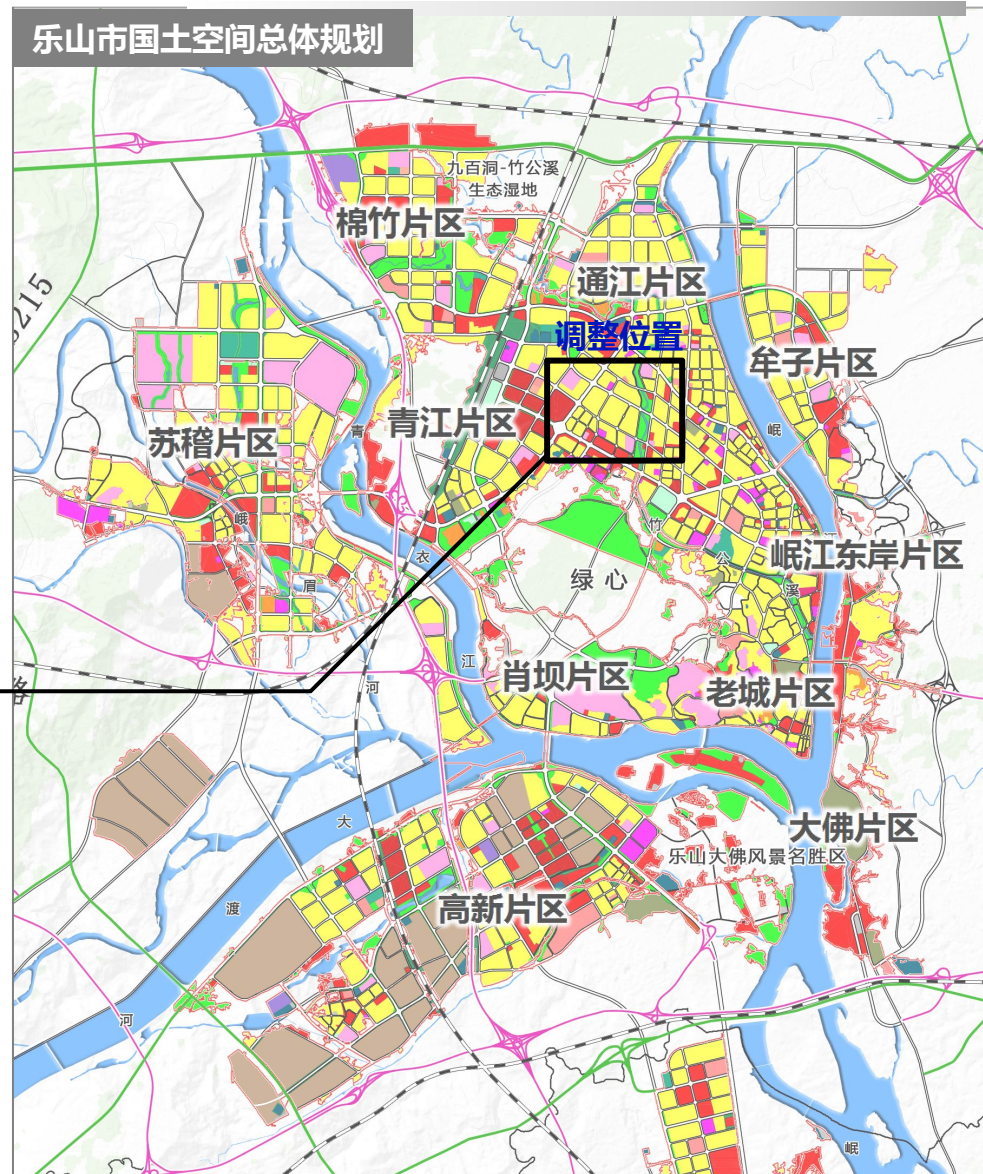 乐山市国土空间总体规划
九百洞-竹公溪
生态湿地
棉竹片区
通江片区
调整位置
牟子片区
青江片区
苏稽片区
青
衣
江
岷
江
峨
眉
河
竹
公
溪
绿心
岷江东岸片区
肖坝片区
老城片区
大佛片区
乐山大佛风景名胜区
高新片区
大
渡
河
岷